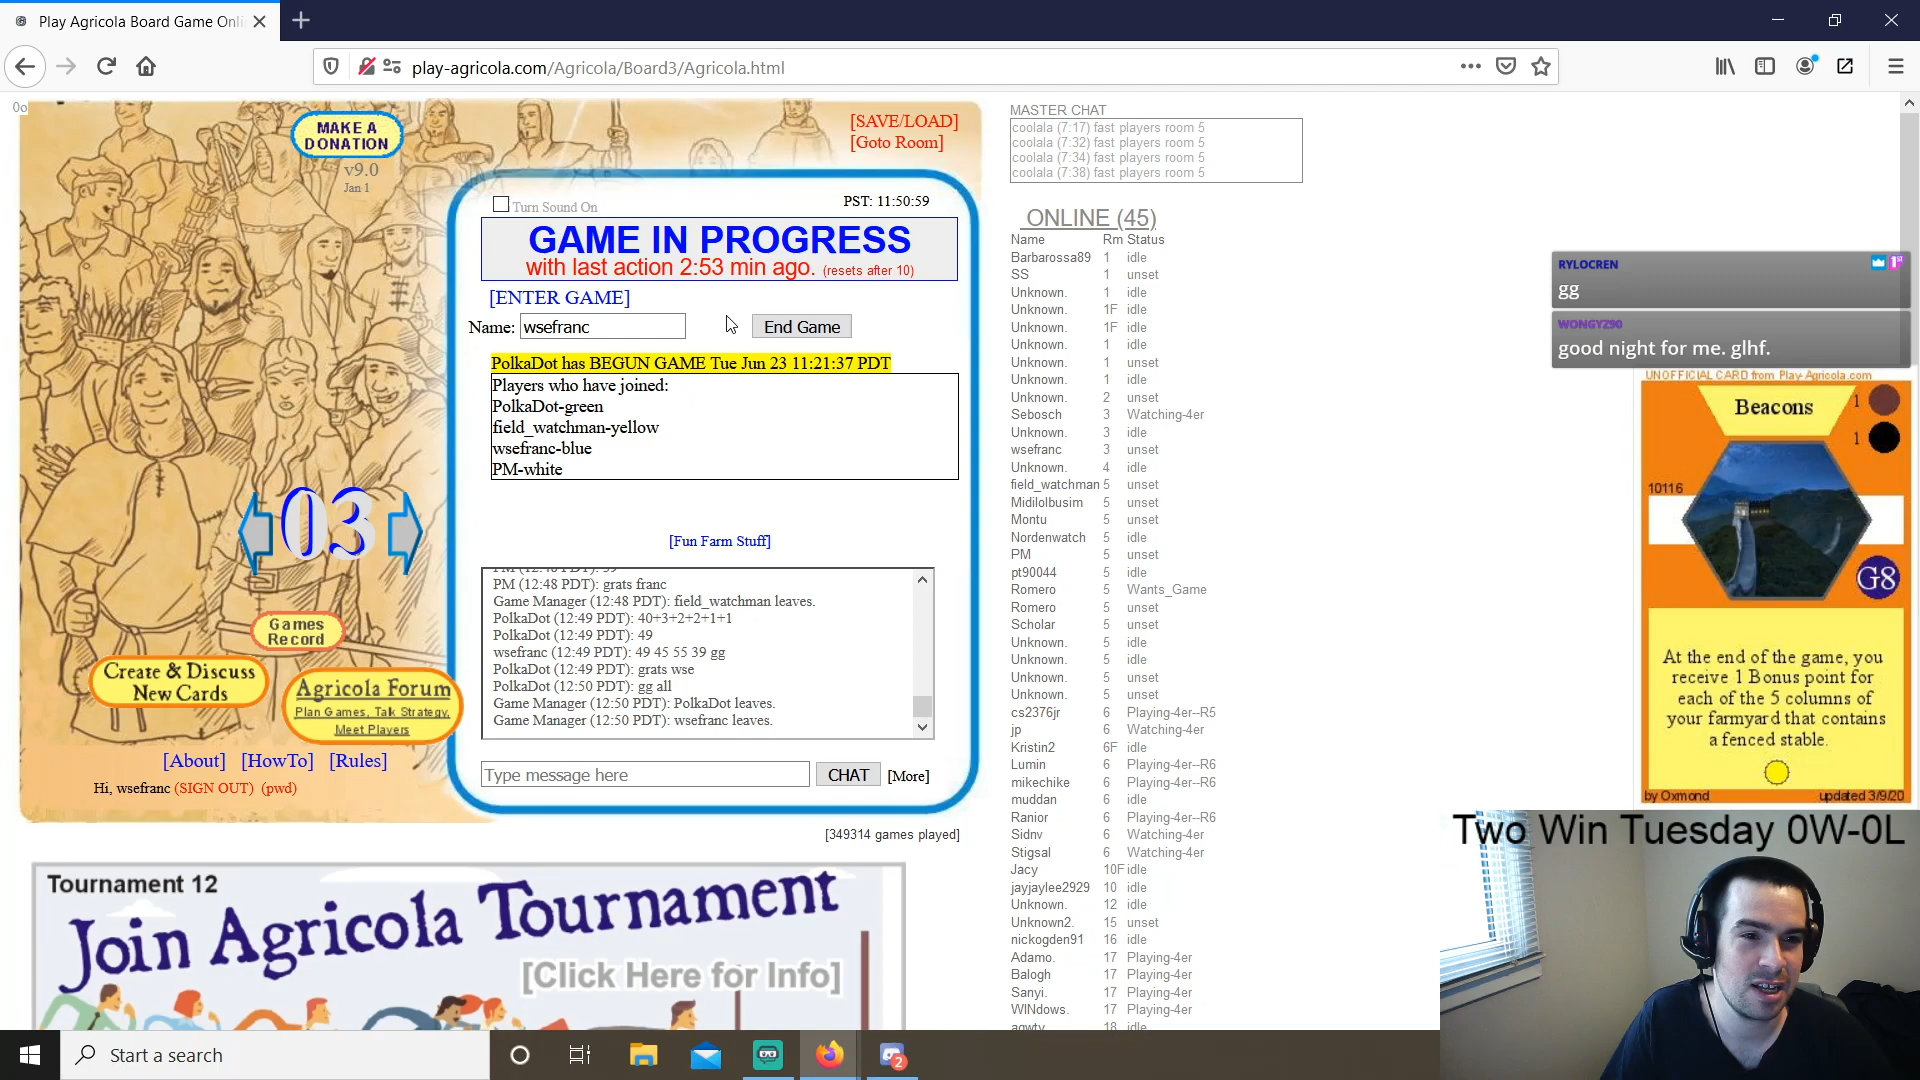 Play Agricola Board Game Onli
play-agricola.com/Agricola/Board3/Agricola.html
MAKE A
DONATION
v9.0
Jan 1
[SAVE/LOAD]
[Goto Room]
Turn Sound On
PST: 11:50:59
GAME IN PROGRESS
with last action 2:53 min ago. (resets after 10)
[ENTER GAME]
Name: wsefranc
End Game
PolkaDot has BEGUN GAME Tue Jun 23 11:21:37 PDT
Players who have joined:
PolkaDot-green
field_watchman-yellow
wsefranc-blue
PM-white
[Fun Farm Stuff]
03
Games
Record
Create & Discuss
New Cards
Agricola Forum
Plan Games, Talk Strategy,
Meet Players
[About] [HowTo] [Rules]
Hi, wsefranc (SIGN OUT) (pwd)
PM (12:48 PDT): grats franc
Game Manager (12:48 PDT): field_watchman leaves.
PolkaDot (12:49 PDT): 40+3+2+2+1+1
PolkaDot (12:49 PDT): 49
wsefranc (12:49 PDT): 49 45 55 39 gg
PolkaDot (12:49 PDT): grats wse
PolkaDot (12:50 PDT): gg all
Game Manager (12:50 PDT): PolkaDot leaves.
Game Manager (12:50 PDT): wsefranc leaves.
Type message here
CHAT
[More]
[349314 games played]
Tournament 12
Join Agricola Tournament
[Click Here for Info]
MASTER CHAT
coolala (7:17) fast players room 5
coolala (7:32) fast players room 5
coolala (7:34) fast players room 5
coolala (7:38) fast players room 5
ONLINE (45)
Name Rm Status
Barbarossa89 1 idle
SS 1 unset
Unknown. 1 idle
Unknown. 1F idle
Unknown. 1F idle
Unknown. 1 idle
Unknown. 1 unset
Unknown. 1 idle
Unknown. 2 unset
Sebosch 3 Watching-4er
Unknown. 3 idle
wsefranc 3 unset
Unknown. 4 idle
field_watchman 5 unset
Midilolbusim 5 unset
Montu 5 unset
Nordenwatch 5 idle
PM 5 unset
pt90044 5 idle
Romero 5 Wants_Game
Romero 5 unset
Scholar 5 unset
Unknown. 5 idle
Unknown. 5 idle
Unknown. 5 unset
Unknown. 5 unset
cs2376jr 6 Playing-4er--R5
jp 6 Watching-4er
Kristin2 6F idle
Lumin 6 Playing-4er--R6
mikechike 6 Playing-4er--R6
muddan 6 idle
Ranior 6 Playing-4er--R6
Sidnv 6 Watching-4er
Stigsal 6 Watching-4er
Jacy 10F idle
jayjaylee2929 10 idle
Unknown. 12 idle
Unknown2. 15 unset
nickogden91 16 idle
Adamo. 17 Playing-4er
Balogh 17 Playing-4er
Sanyi. 17 Playing-4er
WINdows. 17 Playing-4er
RYLOCREN
gg
WONGYZ90
good night for me. glhf.
UNOFFICIAL CARD from Play-Agricola.com
Beacons
1
1
10116
G8
At the end of the game, you
receive 1 Bonus point for
each of the 5 columns of
your farmyard that contains
a fenced stable.
by Oxmond
updated 3/9/20
Two Win Tuesday 0W-0L
Start a search
2